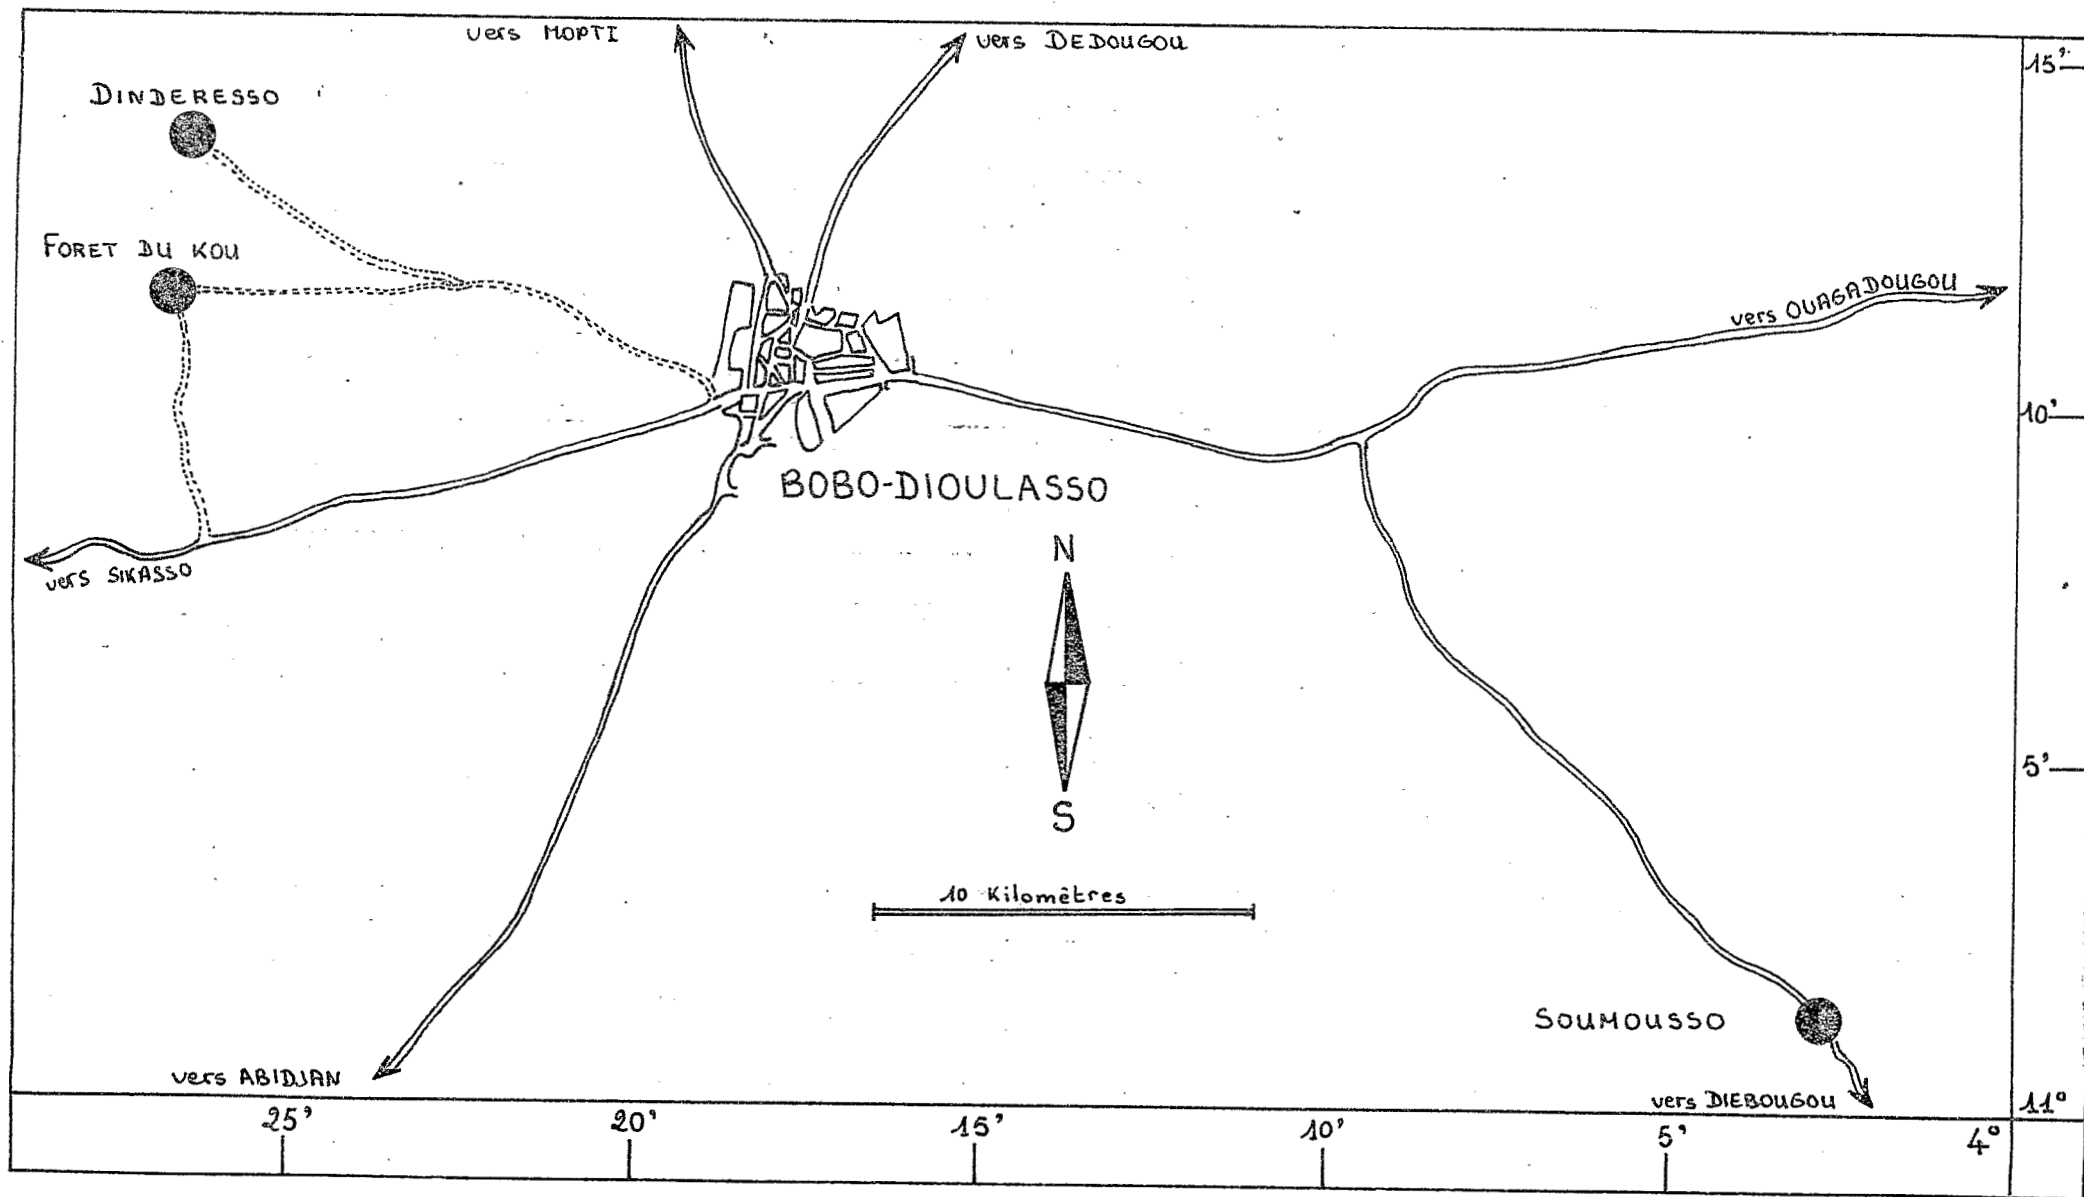 vers MOPTI
vers DEDOUGOU
15'
DINDERESSO
FORET DU KOU
vers OUAGADOUGOU
10'
BOBO-DIOULASSO
N
vers SIKASSO
5'
S
10 Kilomètres
SOUMOUSSO
vers ABIDJAN
vers DIEBOUGOU
11°
25'
20'
15'
10'
5'
4°